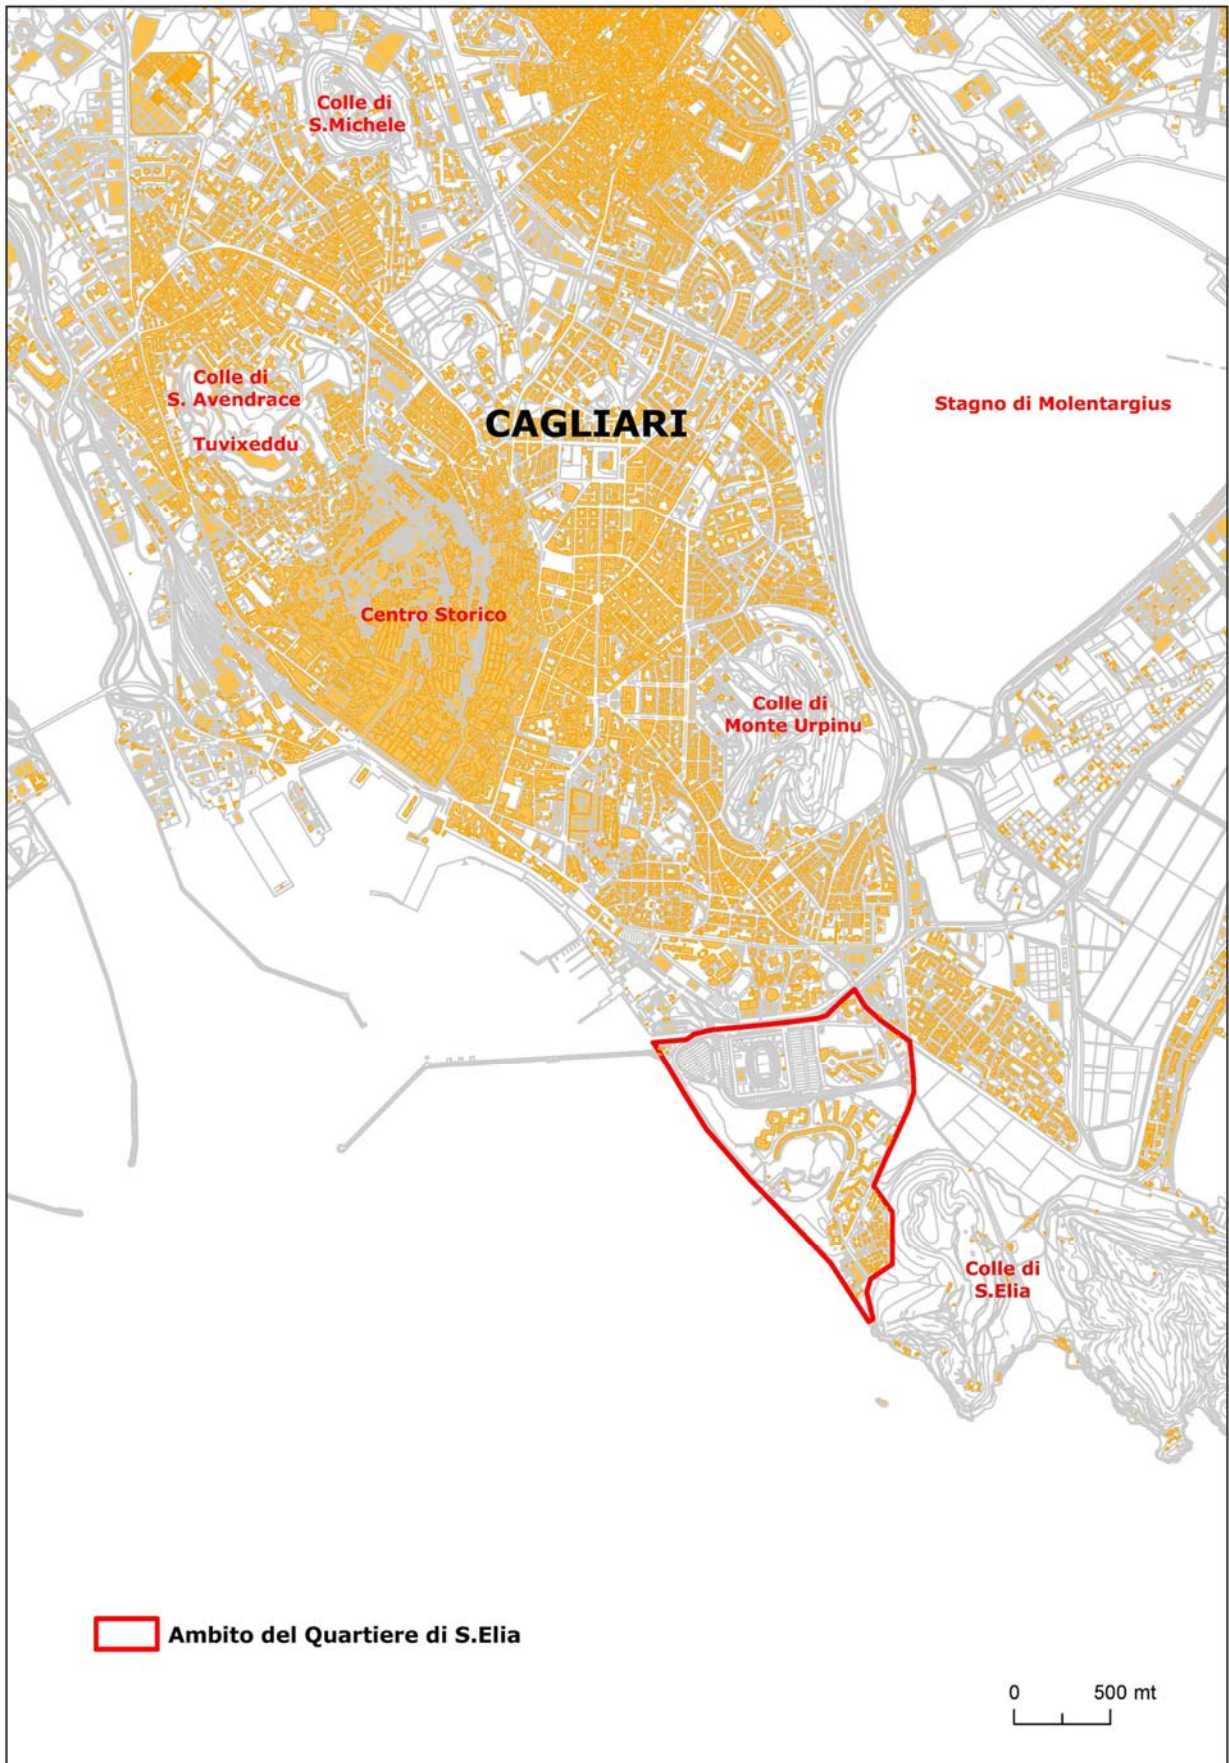 Colle di
S.Michele
Colle di
S. Avendrace
Tuvixeddu
CAGLIARI
Stagno di Molentargius
Centro Storico
Colle di
Monte Urpinu
Colle di
S.Elia
Ambito del Quartiere di S.Elia
0 500 mt